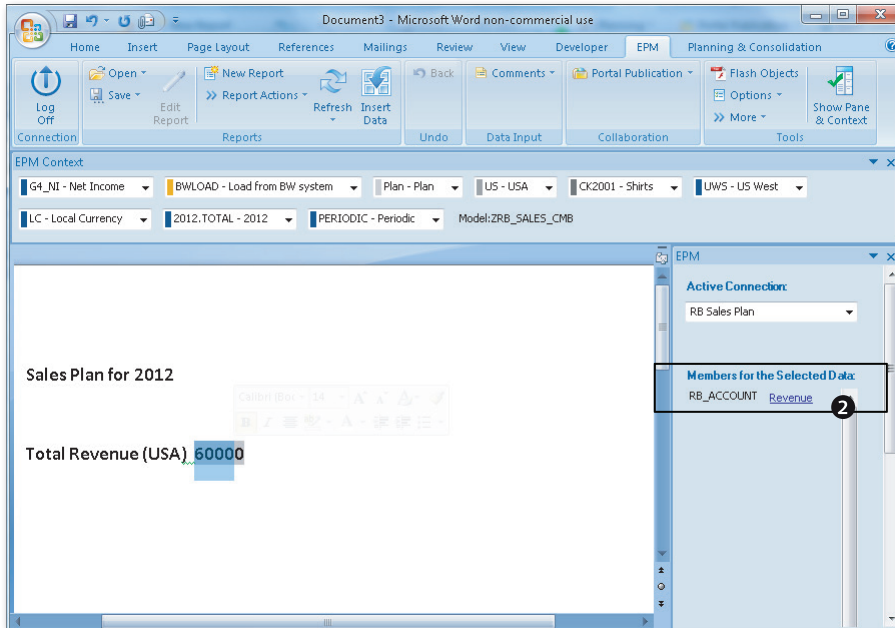 Document3 - Microsoft Word non-commercial use
Home Insert Page Layout References Mailings Review View Developer EPM Planning & Consolidation
Log Off
Open
Save
Edit Report
New Report
Report Actions
Refresh
Insert Data
Back
Comments
Portal Publication
Flash Objects
Options
More
Show Pane & Context
Connection Reports Undo Data Input Collaboration Tools
EPM Context
G4_NI - Net Income BWLOAD - Load from BW system Plan - Plan US - USA CK2001 - Shirts UWS - US West
LC - Local Currency 2012.TOTAL - 2012 PERIODIC - Periodic Model:ZRB_SALES_CMB
EPM
Active Connection:
RB Sales Plan
Members for the Selected Data:
RB_ACCOUNT Revenue
2
Sales Plan for 2012
Calibri (Boc 14 A A
B I A
Total Revenue (USA) 60000